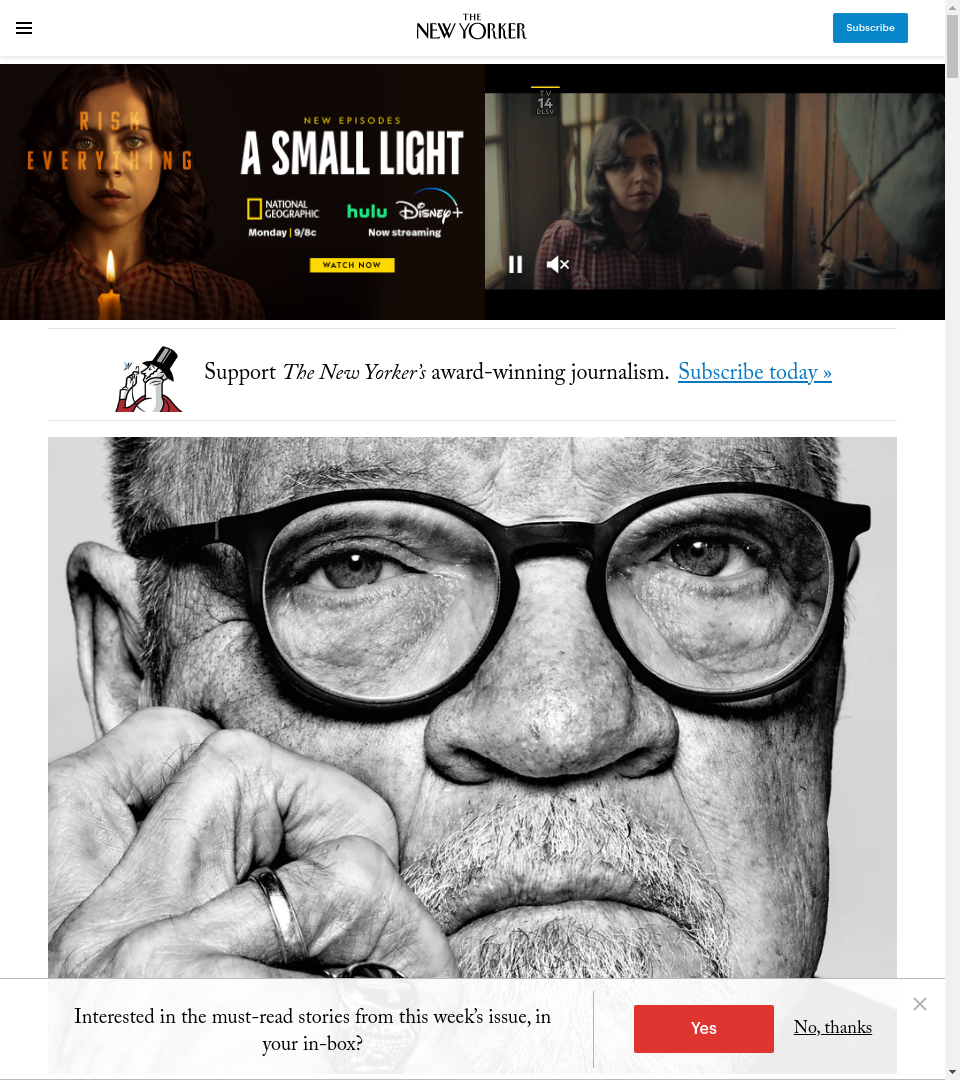 THE
NEW YORKER
Subscribe
RISK
EVERYTHING
NEW EPISODES
A SMALL LIGHT
NATIONAL
GEOGRAPHIC
hulu
Disney+
Monday | 9/8c
Now streaming
WATCH NOW
TV
14
DLSV
Support The New Yorker's award-winning journalism. Subscribe today »
Interested in the must-read stories from this week's issue, in
your in-box?
Yes
No, thanks